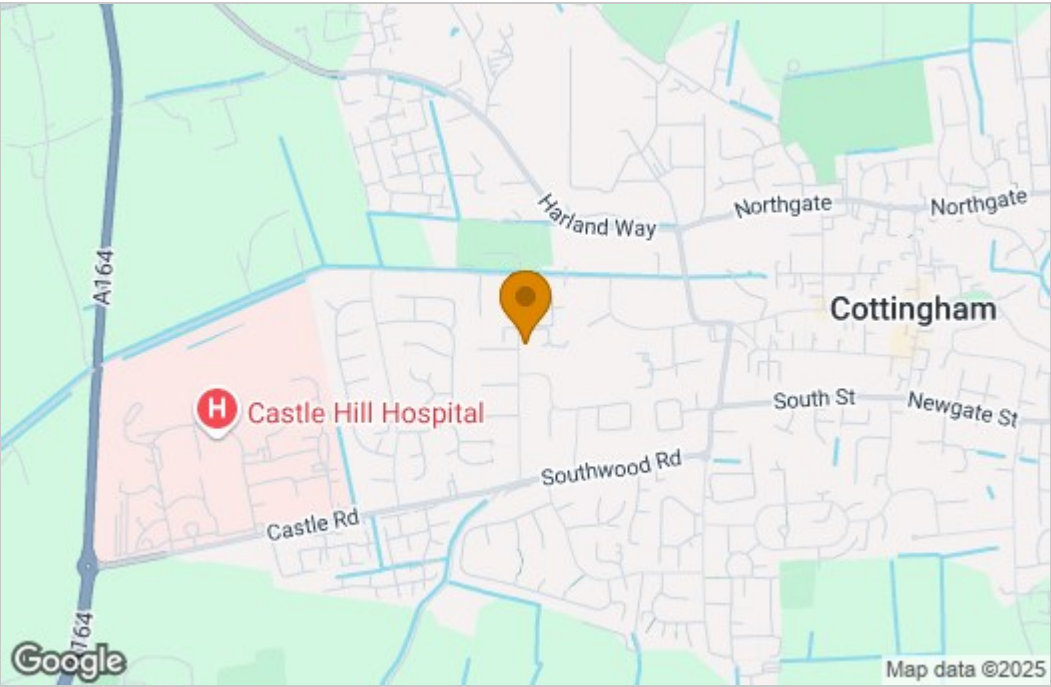 Harland Way
Northgate
Northgate
A164
Cottingham
H
Castle Hill Hospital
South St
Newgate St
Southwood Rd
Castle Rd
164
Google
Map data ©2025